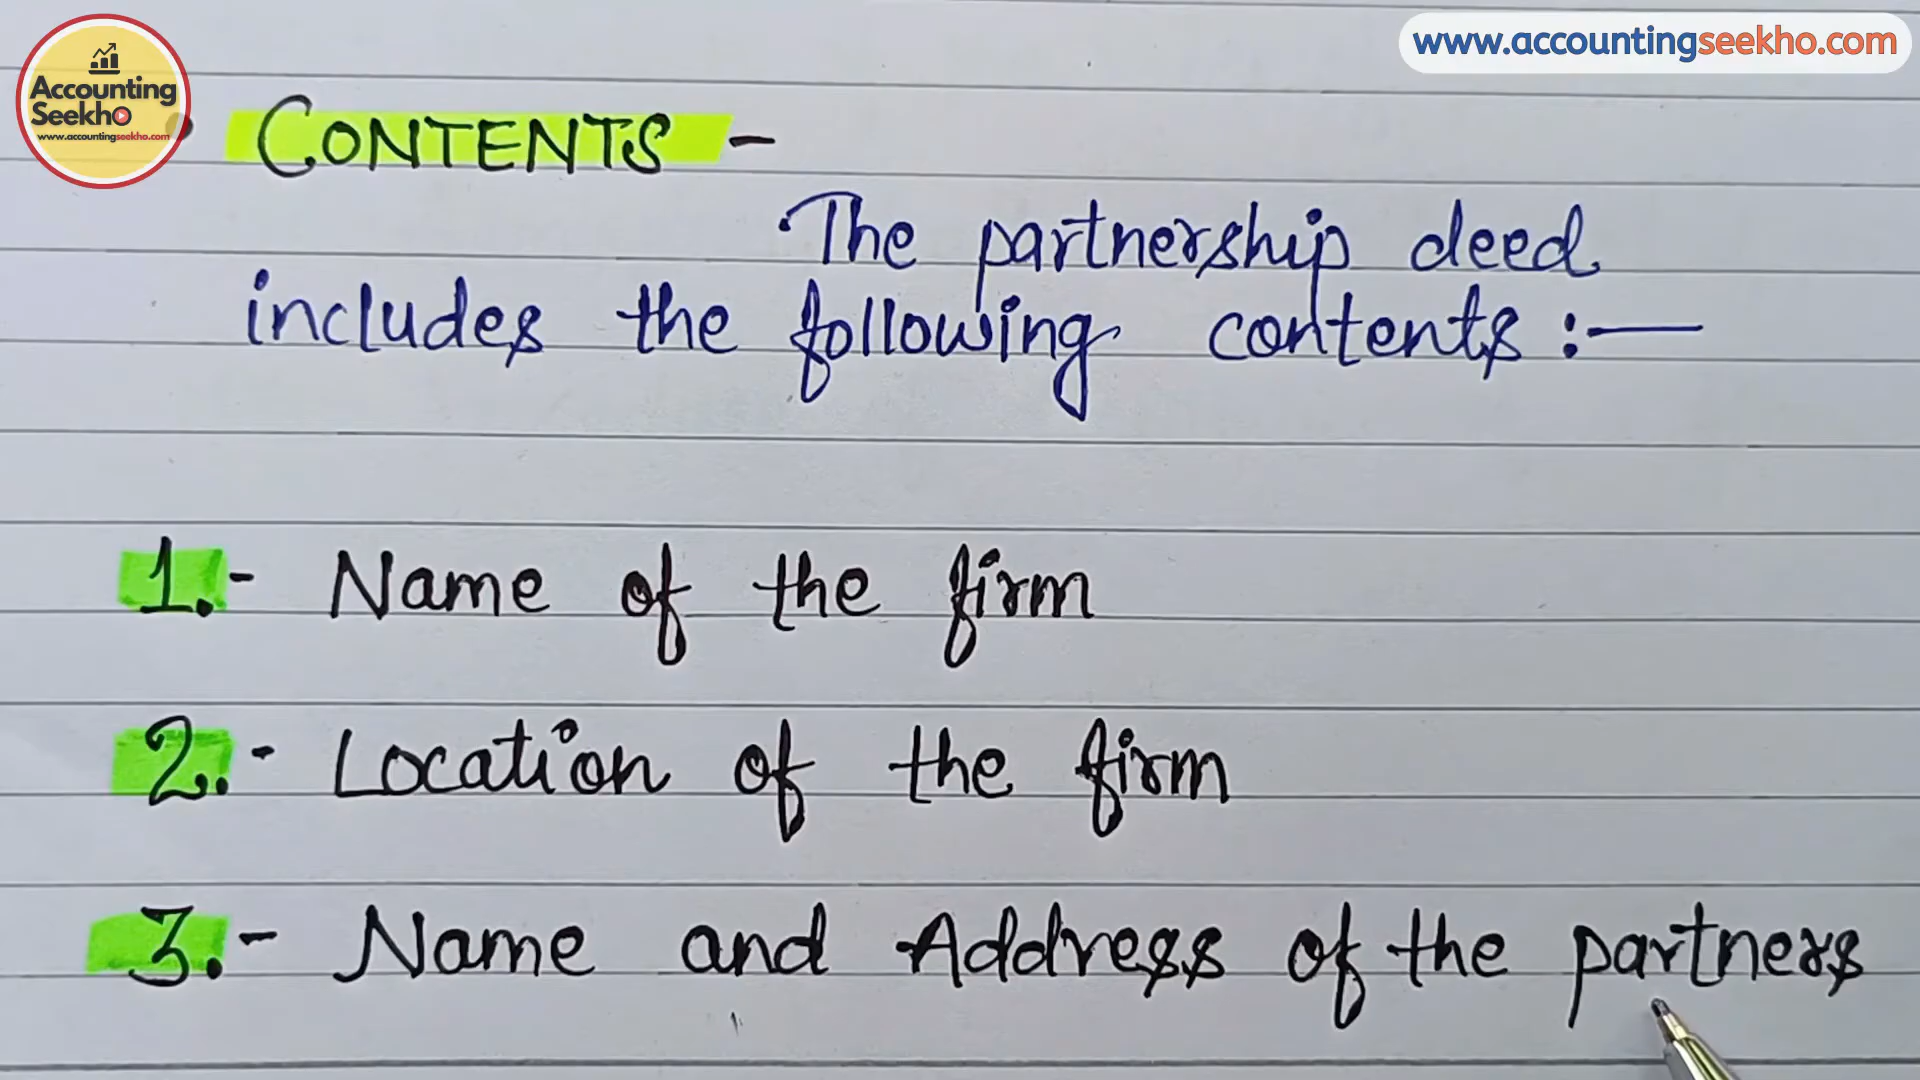 Accounting
Seekho
www.accountingseekho.com
www.accountingseekho.com
CONTENTS -
The partnership deed
includes the following contents :—
1.- Name of the firm
2.- Location of the firm
3.- Name and Address of the partners